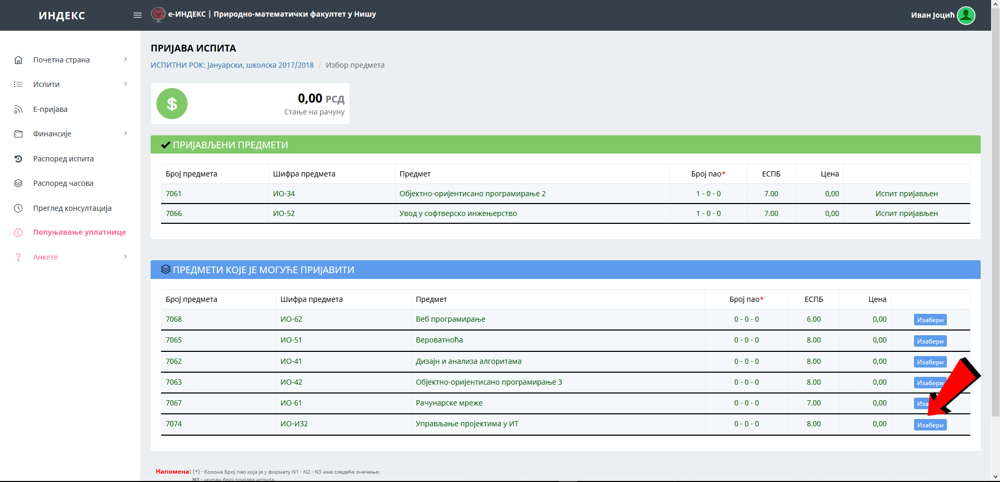 ИНДЕКС
е-ИНДЕКС | Природно-математички факултет у Нишу
Иван Јоцић
Почетна страна
Испити
Е-пријава
Финансије
Распоред испита
Распоред часова
Преглед консултација
Попуњавање уплатнице
Анкете
ПРИЈАВА ИСПИТА
ИСПИТНИ РОК: Јануарски, школска 2017/2018 / Избор предмета
0,00 РСД
Стање на рачуну
ПРИЈАВЉЕНИ ПРЕДМЕТИ
Број предмета Шифра предмета Предмет Број пао* ЕСПБ Цена
7061 ИО-34 Објектно-оријентисано програмирање 2 1 - 0 - 0 7.00 0,00 Испит пријављен
7066 ИО-52 Увод у софтверско инжењерство 1 - 0 - 0 7.00 0,00 Испит пријављен
ПРЕДМЕТИ КОЈЕ ЈЕ МОГУЋЕ ПРИЈАВИТИ
Број предмета Шифра предмета Предмет Број пао* ЕСПБ Цена
7068 ИО-62 Веб програмирање 0 - 0 - 0 6.00 0,00 Изабери
7065 ИО-51 Вероватноћа 0 - 0 - 0 8.00 0,00 Изабери
7062 ИО-41 Дизајн и анализа алгоритама 0 - 0 - 0 8.00 0,00 Изабери
7063 ИО-42 Објектно-оријентисано програмирање 3 0 - 0 - 0 8.00 0,00 Изабери
7067 ИО-61 Рачунарске мреже 0 - 0 - 0 7.00 0,00
7074 ИО-И32 Управљање пројектима у ИТ 0 - 0 - 0 8.00 0,00 Изабери
Напомена: (*) - Колона Број пао која је у формату N1 - N2 - N3 има следеће значење:
N1 - укупан број пријава испита